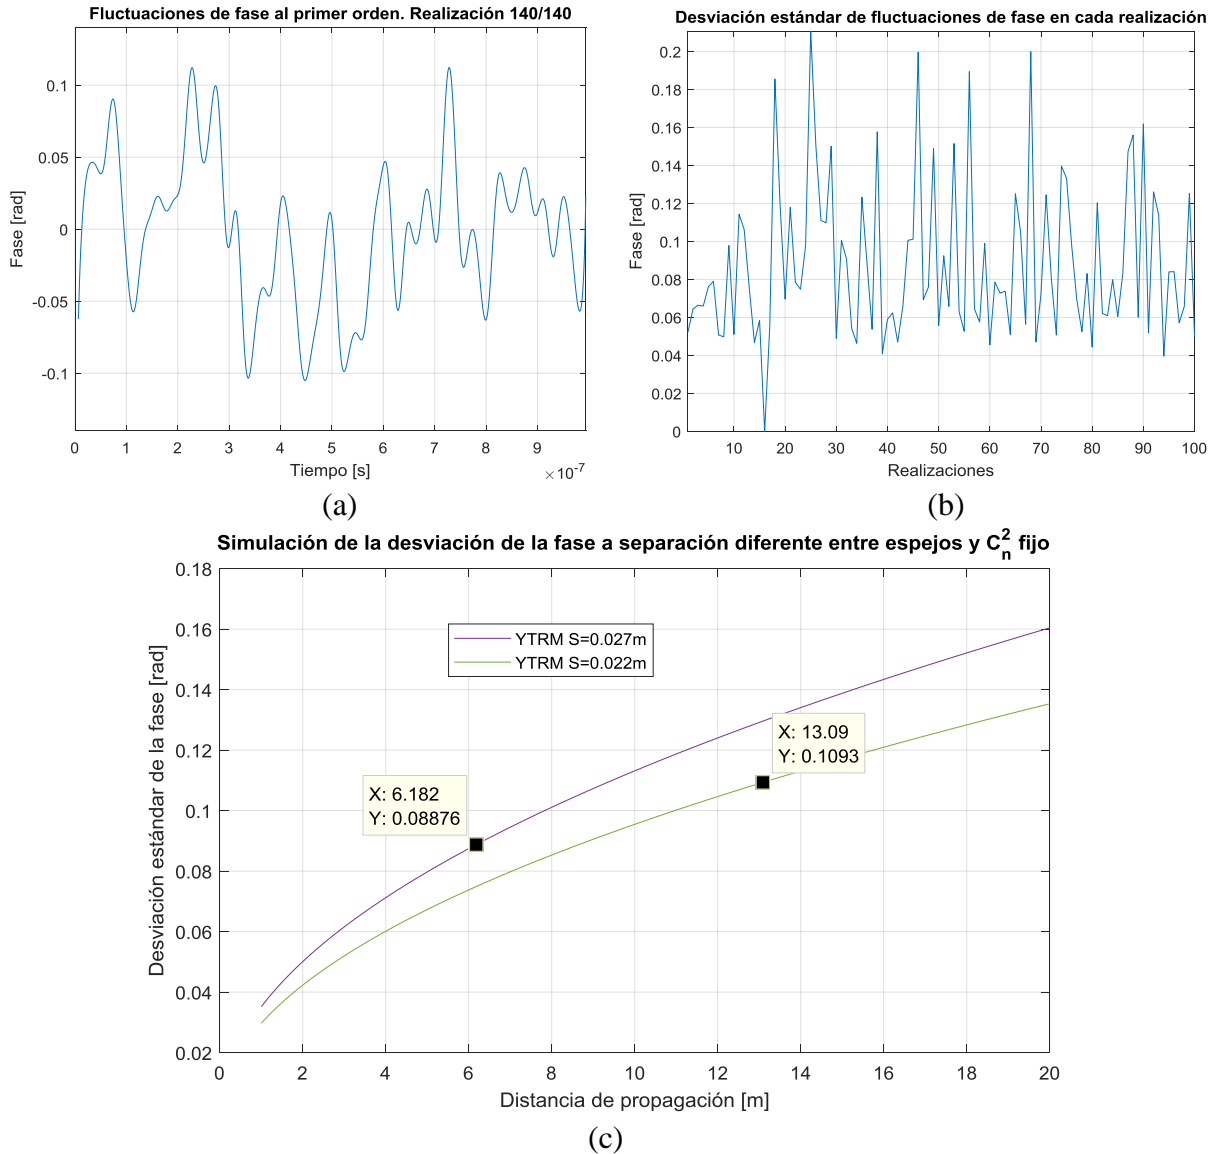 Fluctuaciones de fase al primer orden. Realización 140/140
Fase [rad]
0.1
0.05
0
-0.05
-0.1
0 1 2 3 4 5 6 7 8 9
Tiempo [s]
×10^-7
(a)
Desviación estándar de fluctuaciones de fase en cada realización
Fase [rad]
0.2
0.18
0.16
0.14
0.12
0.1
0.08
0.06
0.04
0.02
0
10 20 30 40 50 60 70 80 90 100
Realizaciones
(b)
Simulación de la desviación de la fase a separación diferente entre espejos y C_n^2 fijo
Desviación estándar de la fase [rad]
0.18
0.16
0.14
0.12
0.1
0.08
0.06
0.04
0.02
YTRM S=0.027m
YTRM S=0.022m
X: 13.09
Y: 0.1093
X: 6.182
Y: 0.08876
0 2 4 6 8 10 12 14 16 18 20
Distancia de propagación [m]
(c)